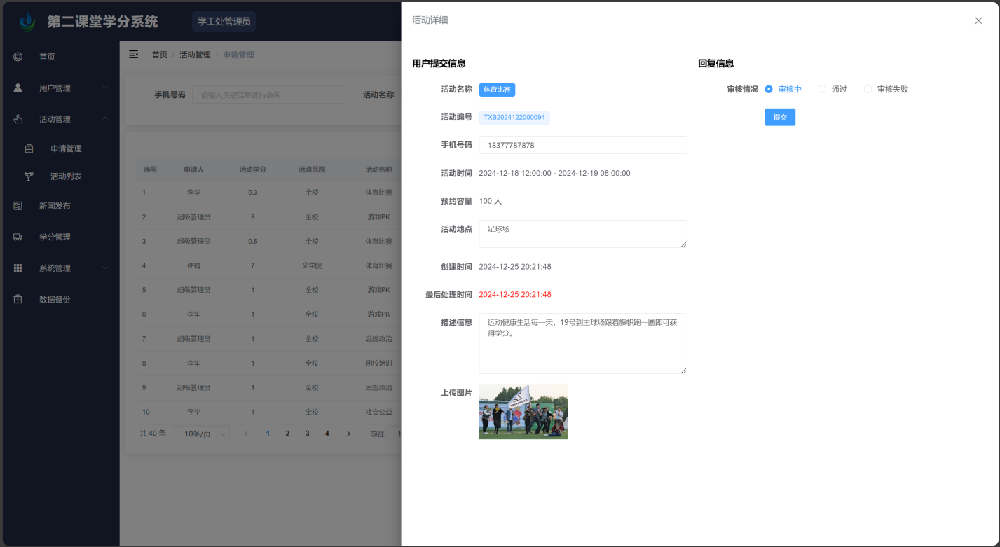 第二课堂学分系统
学工处管理员
首页
用户管理
活动管理
申请管理
活动列表
新闻发布
学分管理
系统管理
数据备份
首页 / 活动管理 / 申请管理
手机号码 请输入关键信息进行查询 活动名称
序号 申请人 活动学分 活动范围 活动名称
1 李华 0.3 全校 体育比赛
2 超级管理员 8 全校 游戏PK
3 超级管理员 0.5 全校 体育比赛
4 使得 7 文学院 体育比赛
5 超级管理员 1 全校 游戏PK
6 李华 1 全校 游戏PK
7 超级管理员 1 全校 思想政治
8 李华 1 全校 团校培训
9 超级管理员 1 全校 思想政治
10 李华 1 全校 社会公益
共 40 条 10条/页 1 2 3 4 前往 1
活动详细
用户提交信息
活动名称 体育比赛
活动编号 TXB2024122000094
手机号码 18377787878
活动时间 2024-12-18 12:00:00 - 2024-12-19 08:00:00
预约容量 100 人
活动地点 足球场
创建时间 2024-12-25 20:21:48
最后处理时间 2024-12-25 20:21:48
描述信息 运动健康生活每一天，19号到主球场跟着旗帜跑一圈即可获
得学分。
上传图片
回复信息
审核情况 审核中 通过 审核失败
提交